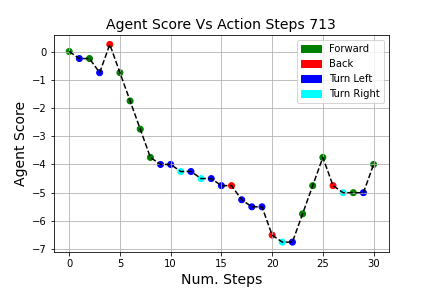 Agent Score Vs Action Steps 713
Forward
Back
Turn Left
Turn Right
0
−1
−2
−3
−4
−5
−6
−7
Agent Score
0 5 10 15 20 25 30
Num. Steps